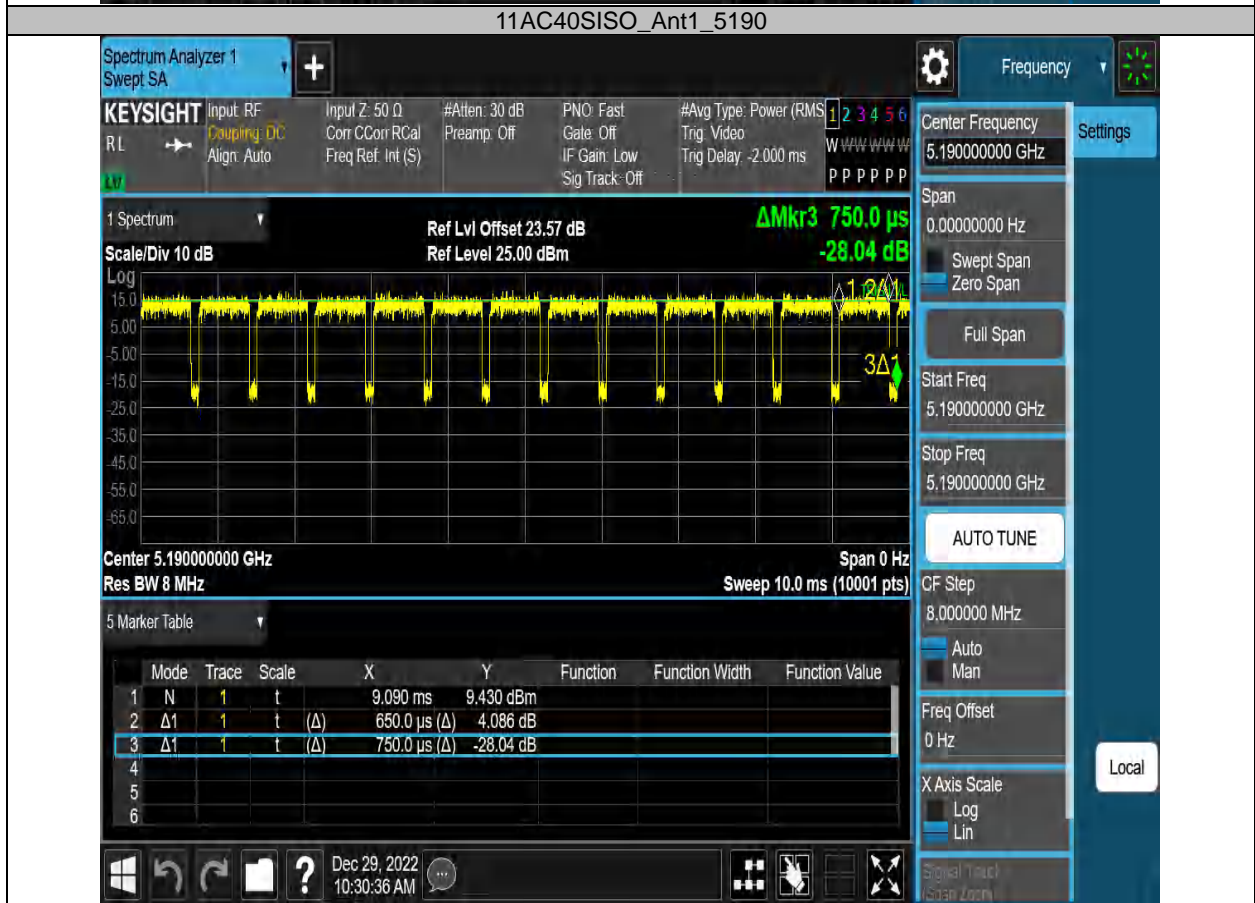 11AC40SISO_Ant1_5190
Spectrum Analyzer 1
Swept SA
Frequency
KEYSIGHT
RL
Input: RF
Coupling: DC
Align: Auto
Input Z: 50 Ω
Corr CCorr RCal
Freq Ref: Int (S)
#Atten: 30 dB
Preamp: Off
PNO: Fast
Gate: Off
IF Gain: Low
Sig Track: Off
#Avg Type: Power (RMS
Trig: Video
Trig Delay: -2.000 ms
1 2 3 4 5 6
W W W W W W
P P P P P P
Center Frequency
5.190000000 GHz
Settings
Span
0.00000000 Hz
Swept Span
Zero Span
Full Span
Start Freq
5.190000000 GHz
Stop Freq
5.190000000 GHz
AUTO TUNE
CF Step
8.000000 MHz
Auto
Man
Freq Offset
0 Hz
X Axis Scale
Log
Lin
Signal Track
(Span Zoom)
Local
1 Spectrum
Scale/Div 10 dB
Ref Lvl Offset 23.57 dB
Ref Level 25.00 dBm
ΔMkr3 750.0 µs
-28.04 dB
Log
15.0
5.00
-5.00
-15.0
-25.0
-35.0
-45.0
-55.0
-65.0
1
2Δ1
3Δ1
Center 5.190000000 GHz
Span 0 Hz
Res BW 8 MHz
Sweep 10.0 ms (10001 pts)
5 Marker Table
Mode Trace Scale X Y Function Function Width Function Value
1 N 1 t 9.090 ms 9.430 dBm
2 Δ1 1 t (Δ) 650.0 µs (Δ) 4.086 dB
3 Δ1 1 t (Δ) 750.0 µs (Δ) -28.04 dB
4
5
6
?
Dec 29, 2022
10:30:36 AM